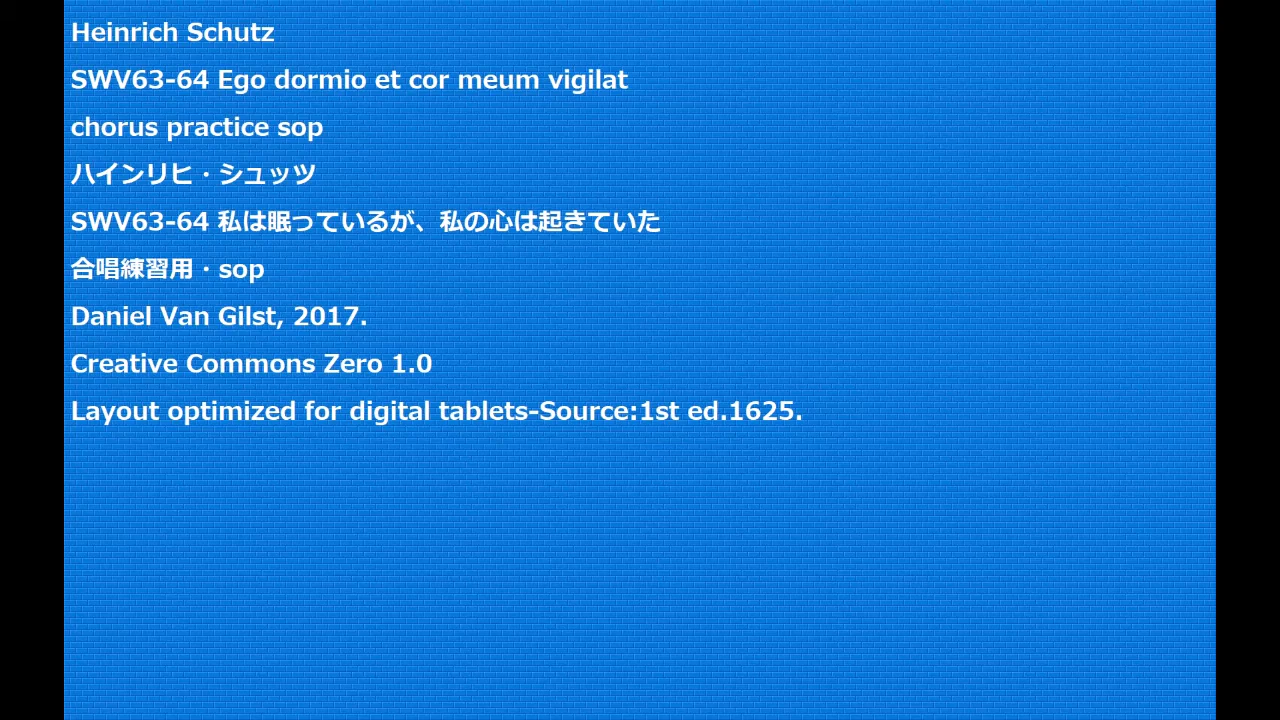 Heinrich Schutz
SWV63-64 Ego dormio et cor meum vigilat
chorus practice sop
ハインリヒ・シュッツ
SWV63-64 私は眠っているが、私の心は起きていた
合唱練習用・sop
Daniel Van Gilst, 2017.
Creative Commons Zero 1.0
Layout optimized for digital tablets-Source:1st ed.1625.